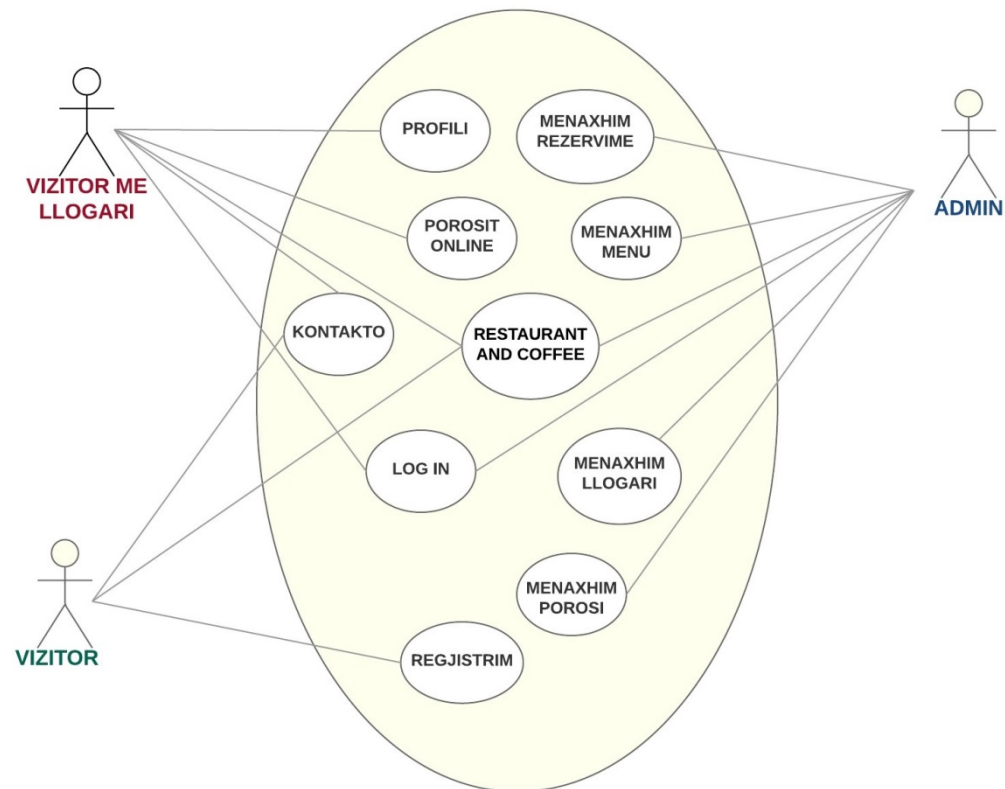 PROFILI
MENAXHIM
REZERVIME
VIZITOR ME
LLOGARI
ADMIN
POROSIT
ONLINE
MENAXHIM
MENU
KONTAKTO
RESTAURANT
AND COFFEE
LOG IN
MENAXHIM
LLOGARI
MENAXHIM
POROSI
VIZITOR
REGJISTRIM